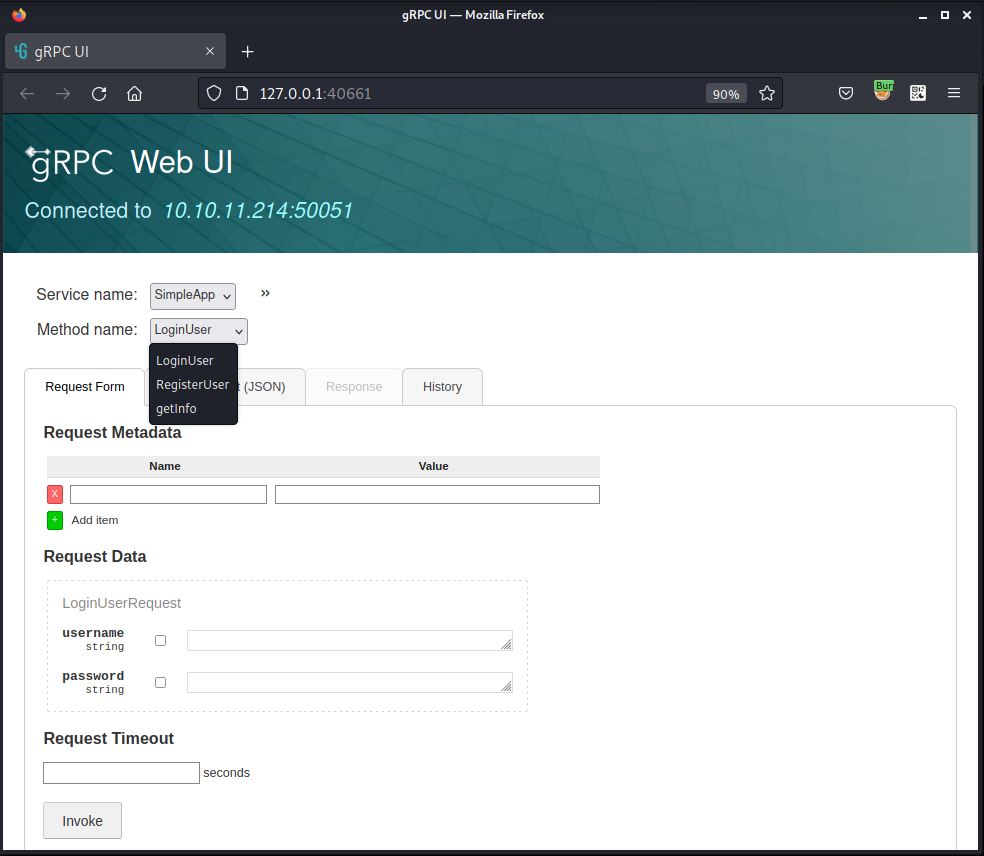 gRPC UI — Mozilla Firefox
gRPC UI
127.0.0.1:40661 90%
gRPC Web UI
Connected to 10.10.11.214:50051
Service name: SimpleApp »
Method name: LoginUser
LoginUser
RegisterUser
getInfo
Request Form (JSON) Response History
Request Metadata
Name Value
X
+ Add item
Request Data
LoginUserRequest
username
string
password
string
Request Timeout
seconds
Invoke